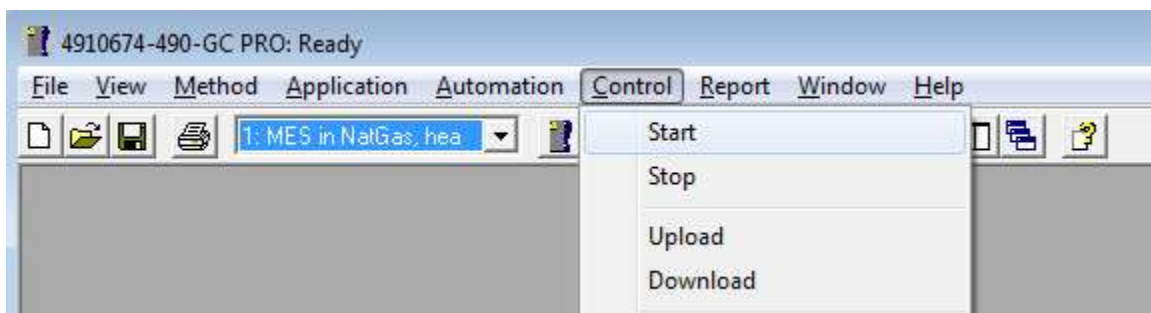 4910674-490-GC PRO: Ready
File View Method Application Automation Control Report Window Help
1: MES in NatGas, hea
Start
Stop
Upload
Download